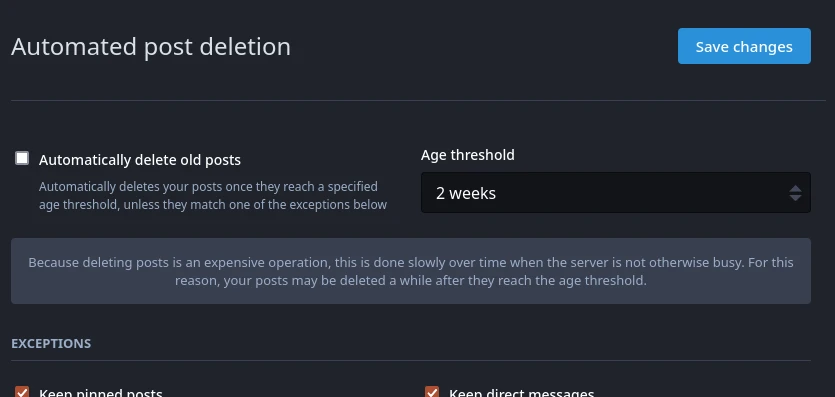 Automated post deletion
Save changes
Automatically delete old posts
Automatically deletes your posts once they reach a specified
age threshold, unless they match one of the exceptions below
Age threshold
2 weeks
Because deleting posts is an expensive operation, this is done slowly over time when the server is not otherwise busy. For this
reason, your posts may be deleted a while after they reach the age threshold.
EXCEPTIONS
Keep pinned posts
Keep direct messages